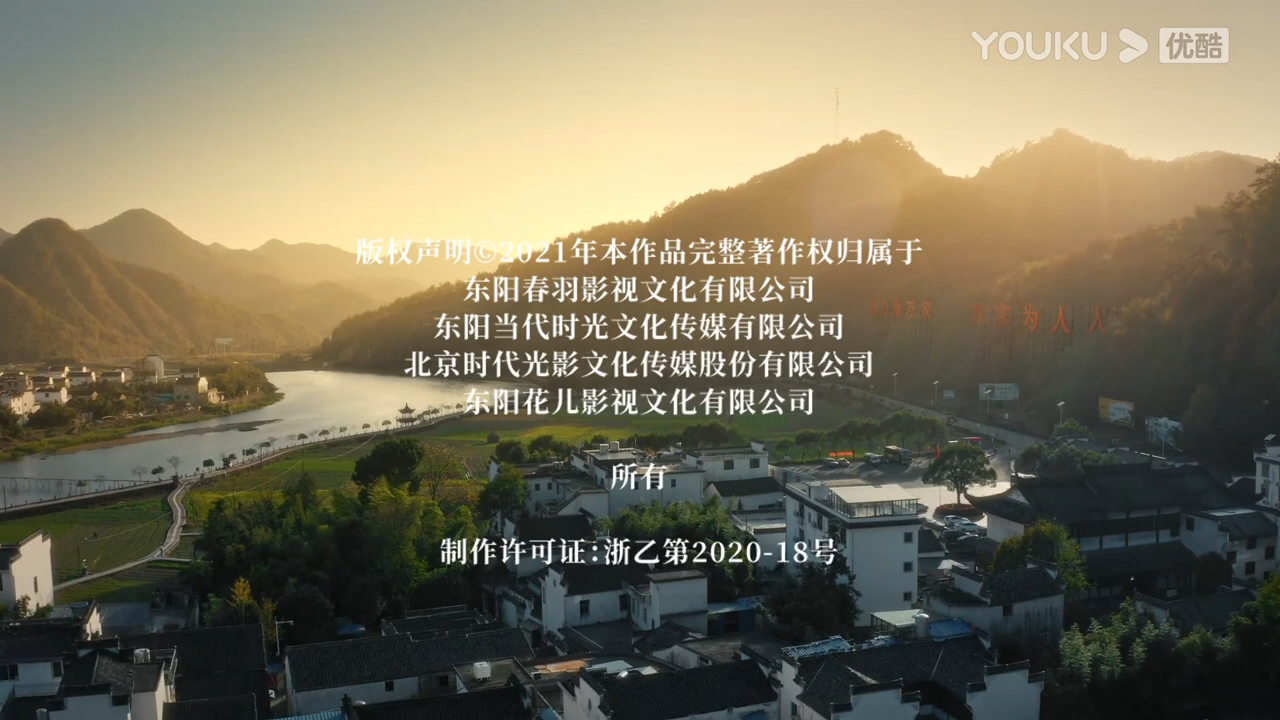 YOUKU 优酷
版权声明©2021年本作品完整著作权归属于
东阳春羽影视文化有限公司
东阳当代时光文化传媒有限公司
北京时代光影文化传媒股份有限公司
东阳花儿影视文化有限公司
所有
制作许可证:浙乙第2020-18号
为人人